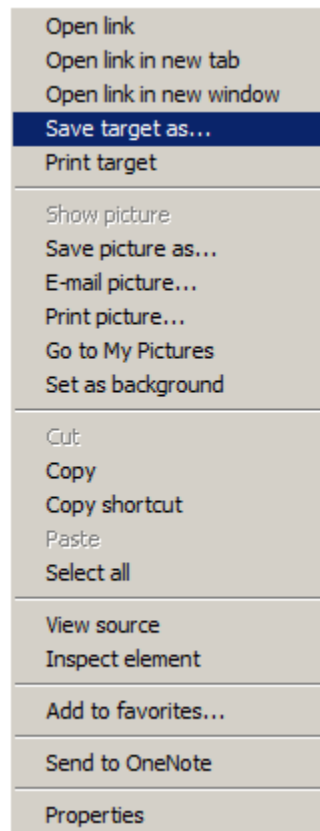 Open link
Open link in new tab
Open link in new window
Save target as...
Print target
Show picture
Save picture as...
E-mail picture...
Print picture...
Go to My Pictures
Set as background
Cut
Copy
Copy shortcut
Paste
Select all
View source
Inspect element
Add to favorites...
Send to OneNote
Properties